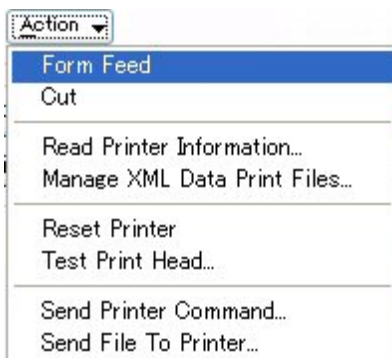 Action
Form Feed
Cut
Read Printer Information...
Manage XML Data Print Files...
Reset Printer
Test Print Head...
Send Printer Command...
Send File To Printer...